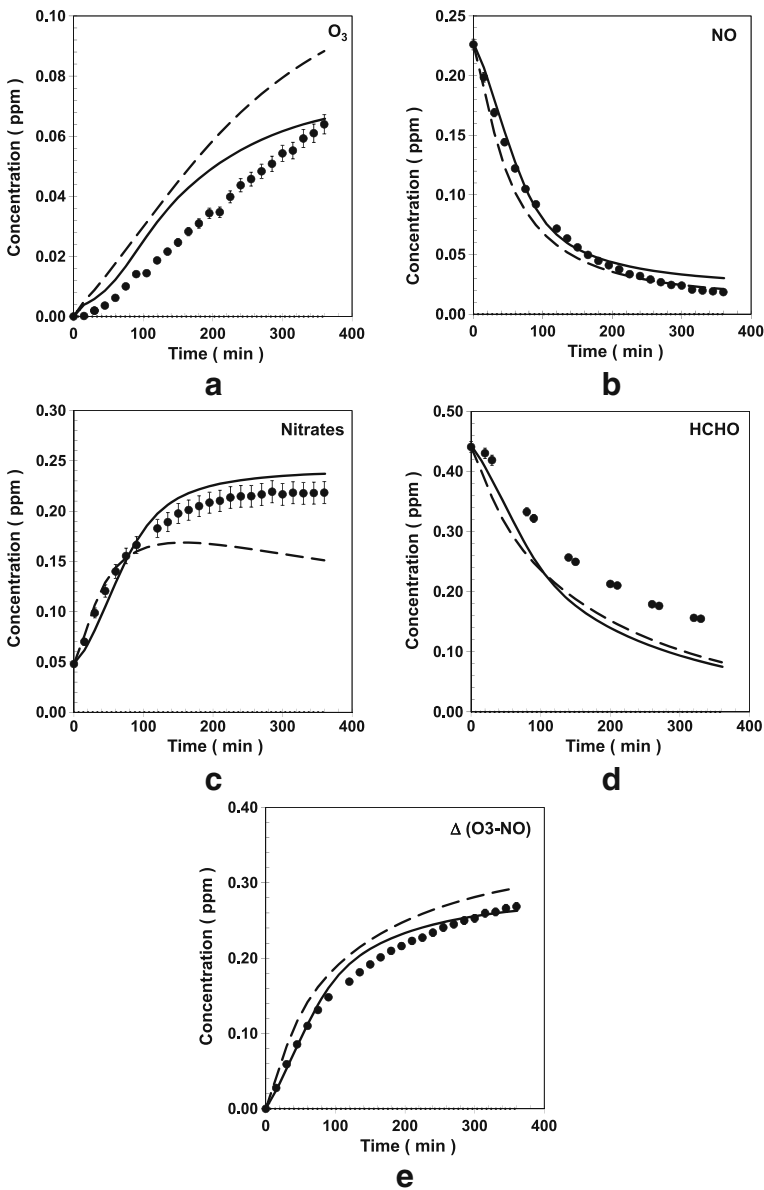 O3
Concentration ( ppm )
0.10
0.08
0.06
0.04
0.02
0.00
0
100
200
300
400
Time ( min )
a
NO
Concentration ( ppm )
0.25
0.20
0.15
0.10
0.05
0.00
0
100
200
300
400
Time ( min )
b
Nitrates
Concentration ( ppm )
0.30
0.25
0.20
0.15
0.10
0.05
0.00
0
100
200
300
400
Time ( min )
c
HCHO
Concentration ( ppm )
0.50
0.40
0.30
0.20
0.10
0.00
0
100
200
300
400
Time ( min )
d
Δ (O3-NO)
Concentration ( ppm )
0.40
0.30
0.20
0.10
0.00
0
100
200
300
400
Time ( min )
e